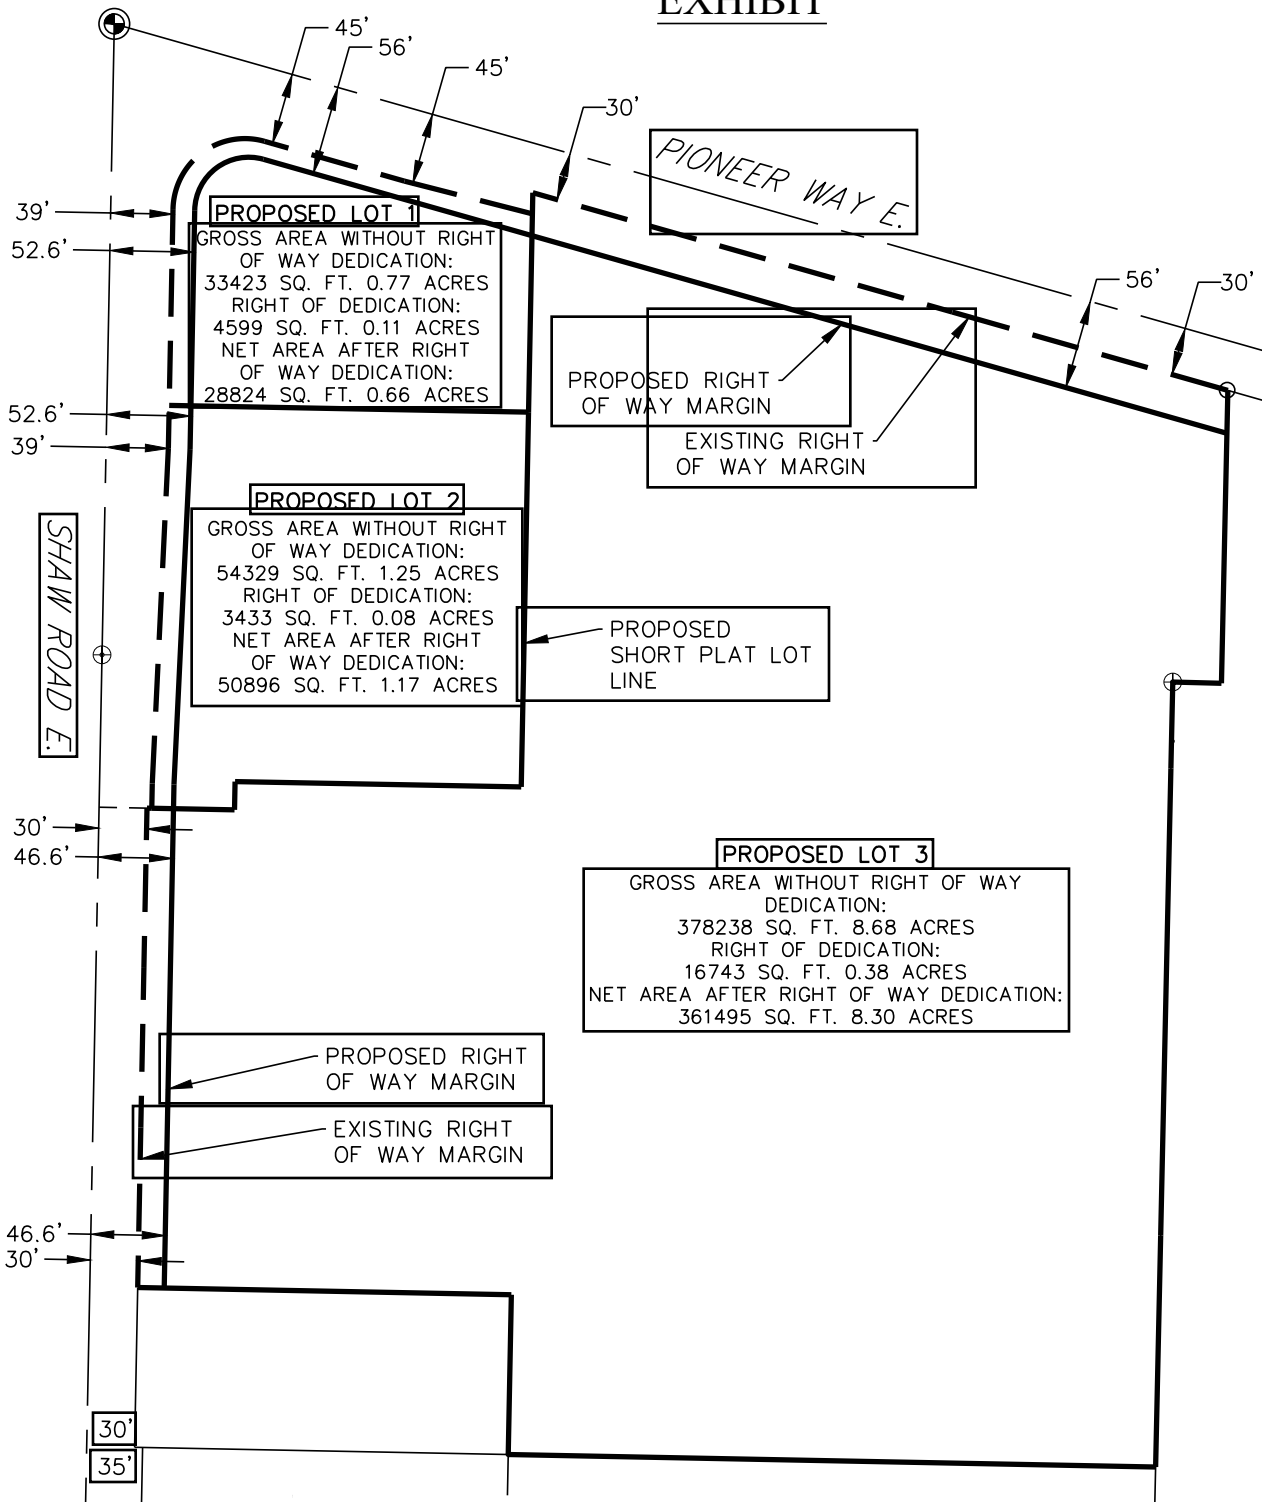 EXHIBIT
45'
56'
45'
30'
PIONEER WAY E.
39'
52.6'
PROPOSED LOT 1
GROSS AREA WITHOUT RIGHT
OF WAY DEDICATION:
33423 SQ. FT. 0.77 ACRES
RIGHT OF DEDICATION:
4599 SQ. FT. 0.11 ACRES
NET AREA AFTER RIGHT
OF WAY DEDICATION:
28824 SQ. FT. 0.66 ACRES
56'
30'
PROPOSED RIGHT
OF WAY MARGIN
EXISTING RIGHT
OF WAY MARGIN
52.6'
39'
PROPOSED LOT 2
GROSS AREA WITHOUT RIGHT
OF WAY DEDICATION:
54329 SQ. FT. 1.25 ACRES
RIGHT OF DEDICATION:
3433 SQ. FT. 0.08 ACRES
NET AREA AFTER RIGHT
OF WAY DEDICATION:
50896 SQ. FT. 1.17 ACRES
SHAW ROAD E.
PROPOSED
SHORT PLAT LOT
LINE
30'
46.6'
PROPOSED LOT 3
GROSS AREA WITHOUT RIGHT OF WAY
DEDICATION:
378238 SQ. FT. 8.68 ACRES
RIGHT OF DEDICATION:
16743 SQ. FT. 0.38 ACRES
NET AREA AFTER RIGHT OF WAY DEDICATION:
361495 SQ. FT. 8.30 ACRES
PROPOSED RIGHT
OF WAY MARGIN
EXISTING RIGHT
OF WAY MARGIN
46.6'
30'
30'
35'